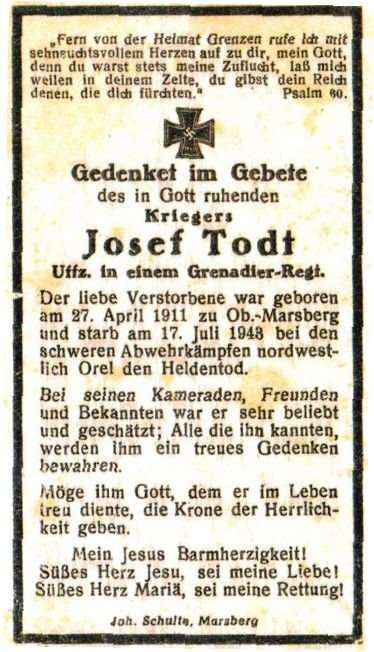 „Fern von der Heimat Grenzen rufe ich mit
sehnsuchtsvollem Herzen auf zu dir, mein Gott,
denn du warst stets meine Zuflucht, laß mich
weilen in deinem Zelte, du gibst dein Reich
denen, die dich fürchten.“ Psalm 60.
Gedenket im Gebete
des in Gott ruhenden
Kriegers
Josef Todt
Uffz. in einem Grenadier-Regt.
Der liebe Verstorbene war geboren
am 27. April 1911 zu Ob.-Marsberg
und starb am 17. Juli 1943 bei den
schweren Abwehrkämpfen nordwest-
lich Orel den Heldentod.
Bei seinen Kameraden, Freunden
und Bekannten war er sehr beliebt
und geschätzt; Alle die ihn kannten,
werden ihm ein treues Gedenken
bewahren.
Möge ihm Gott, dem er im Leben
treu diente, die Krone der Herrlich-
keit geben.
Mein Jesus Barmherzigkeit!
Süßes Herz Jesu, sei meine Liebe!
Süßes Herz Mariä, sei meine Rettung!
Joh. Schulte, Marsberg